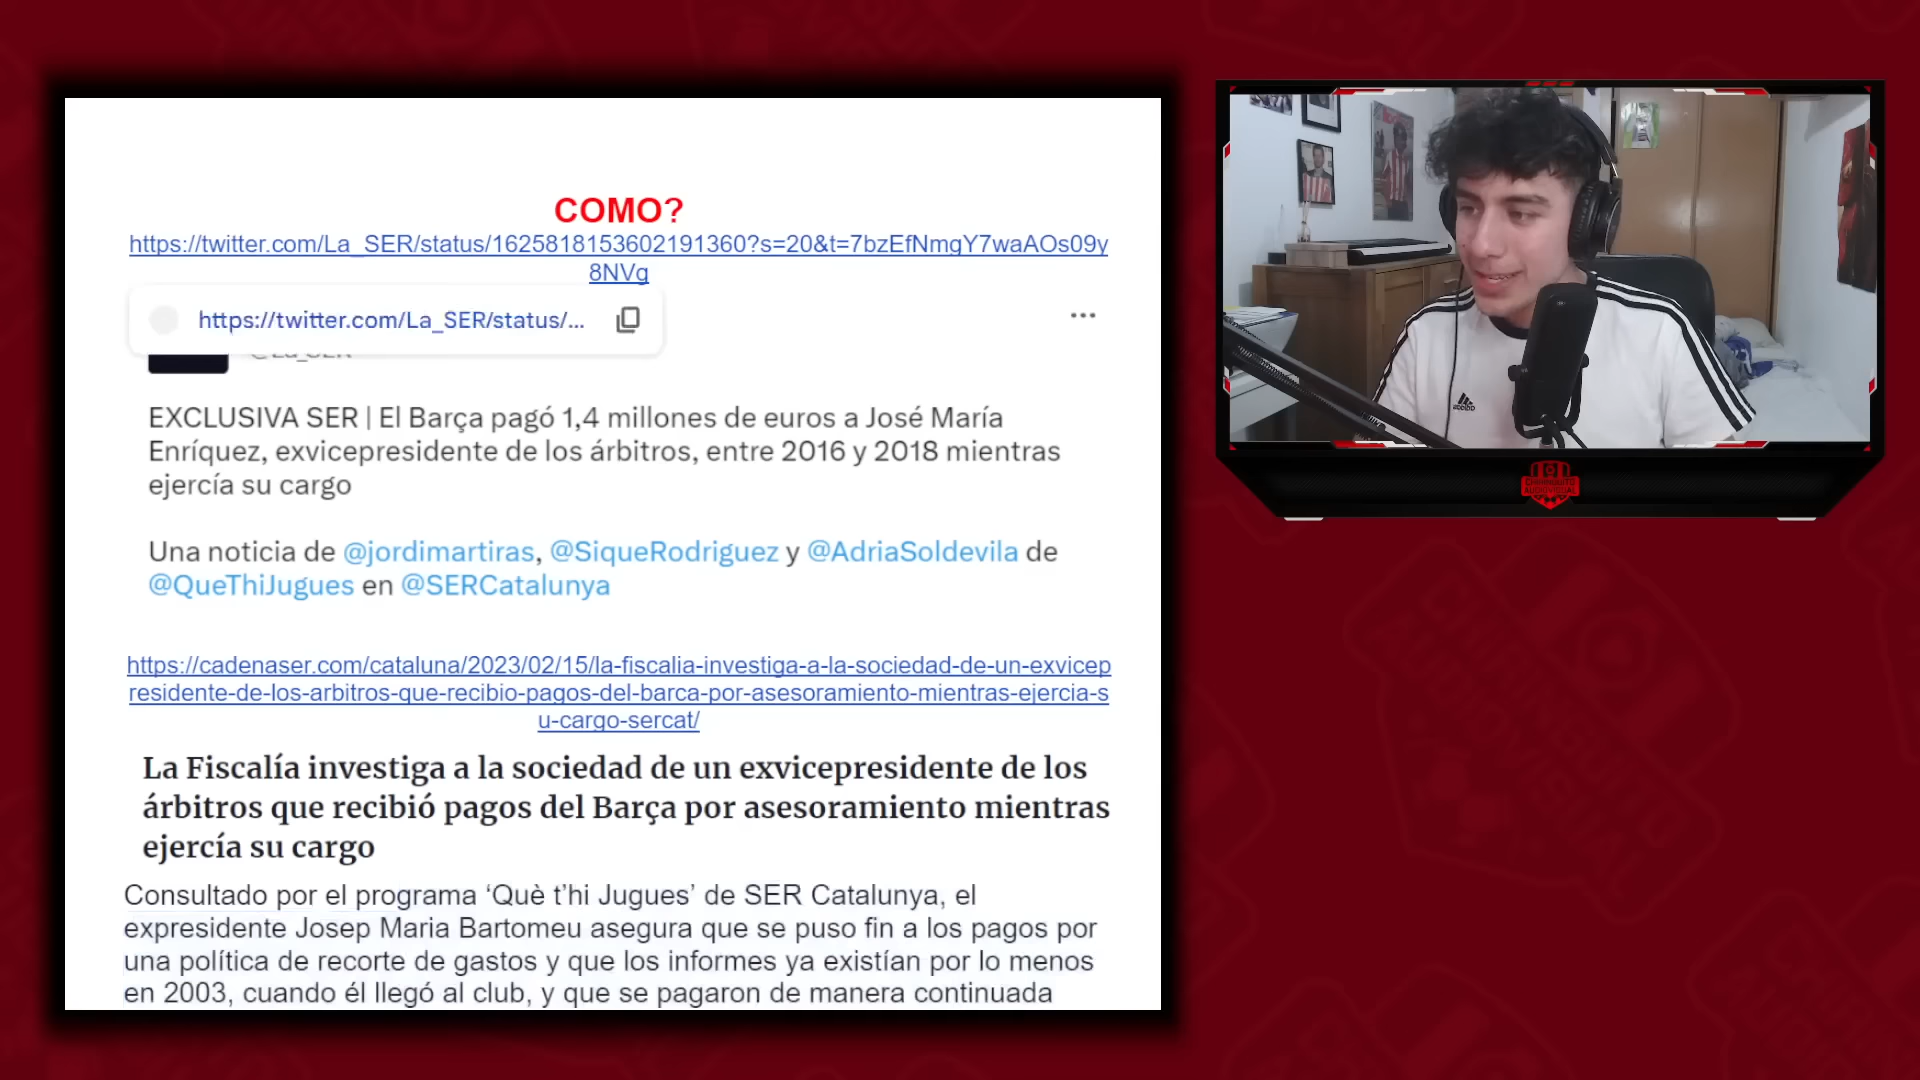 COMO?
https://twitter.com/La_SER/status/1625818153602191360?s=20&t=7bzEfNmgY7waAOs09y
8NVg
https://twitter.com/La_SER/status/...
EXCLUSIVA SER | El Barça pagó 1,4 millones de euros a José María
Enríquez, exvicepresidente de los árbitros, entre 2016 y 2018 mientras
ejercía su cargo
Una noticia de @jordimartiras, @SiqueRodriguez y @AdriaSoldevila de
@QueThiJugues en @SERCatalunya
https://cadenaser.com/cataluna/2023/02/15/la-fiscalia-investiga-a-la-sociedad-de-un-exvicep
residente-de-los-arbitros-que-recibio-pagos-del-barca-por-asesoramiento-mientras-ejercia-s
u-cargo-sercat/
La Fiscalía investiga a la sociedad de un exvicepresidente de los
árbitros que recibió pagos del Barça por asesoramiento mientras
ejercía su cargo
Consultado por el programa ‘Què t’hi Jugues’ de SER Catalunya, el
expresidente Josep Maria Bartomeu asegura que se puso fin a los pagos por
una política de recorte de gastos y que los informes ya existían por lo menos
en 2003, cuando él llegó al club, y que se pagaron de manera continuada
adidas
CHIRINGUITO
AUDIOVISUAL